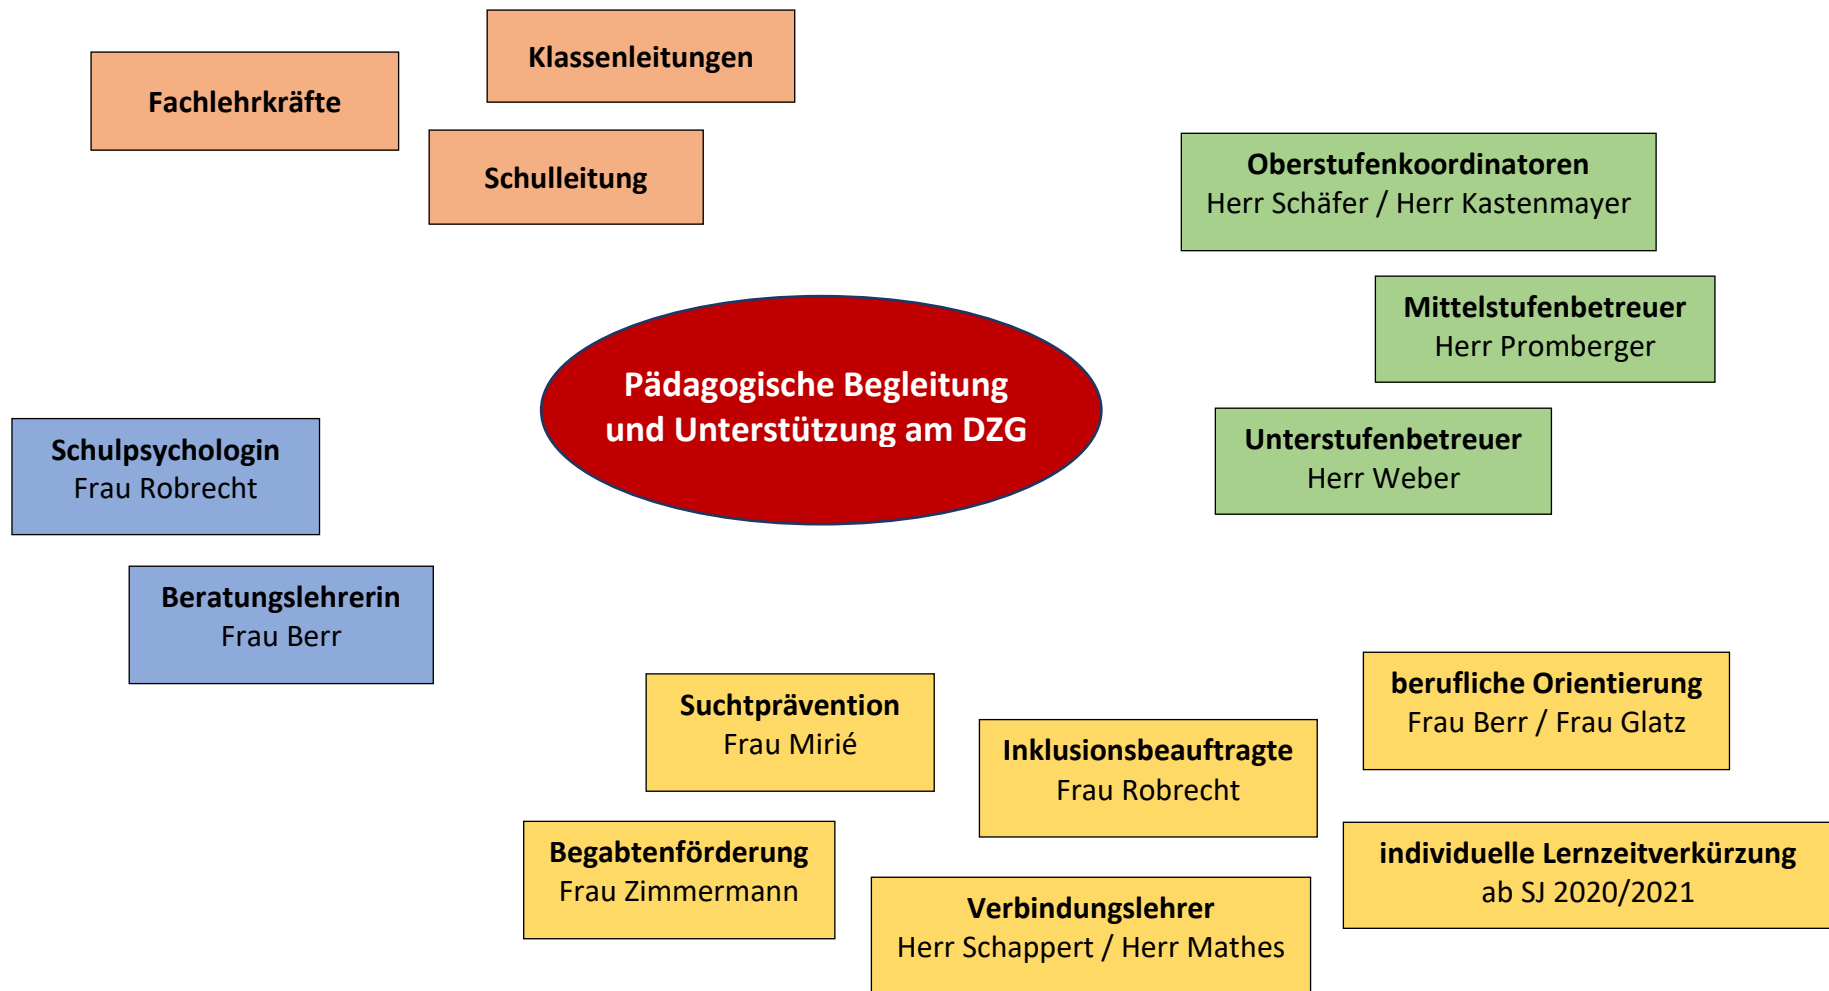 Klassenleitungen
Fachlehrkräfte
Schulleitung
Oberstufenkoordinatoren
Herr Schäfer / Herr Kastenmayer
Mittelstufenbetreuer
Herr Promberger
Unterstufenbetreuer
Herr Weber
Pädagogische Begleitung
und Unterstützung am DZG
Schulpsychologin
Frau Robrecht
Beratungslehrerin
Frau Berr
Suchtprävention
Frau Mirié
Inklusionsbeauftragte
Frau Robrecht
berufliche Orientierung
Frau Berr / Frau Glatz
Begabtenförderung
Frau Zimmermann
Verbindungslehrer
Herr Schappert / Herr Mathes
individuelle Lernzeitverkürzung
ab SJ 2020/2021